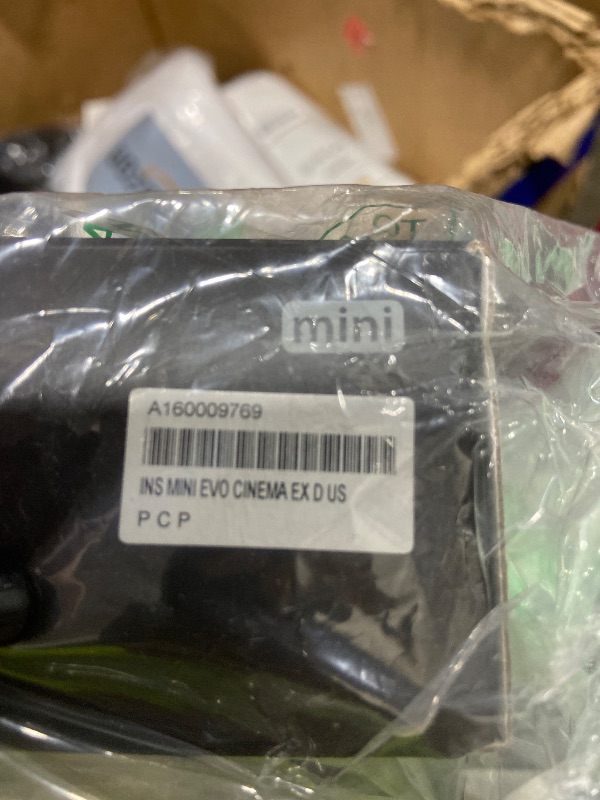 mini
A160009769
INS MINI EVO CINEMA EX D US
P C P